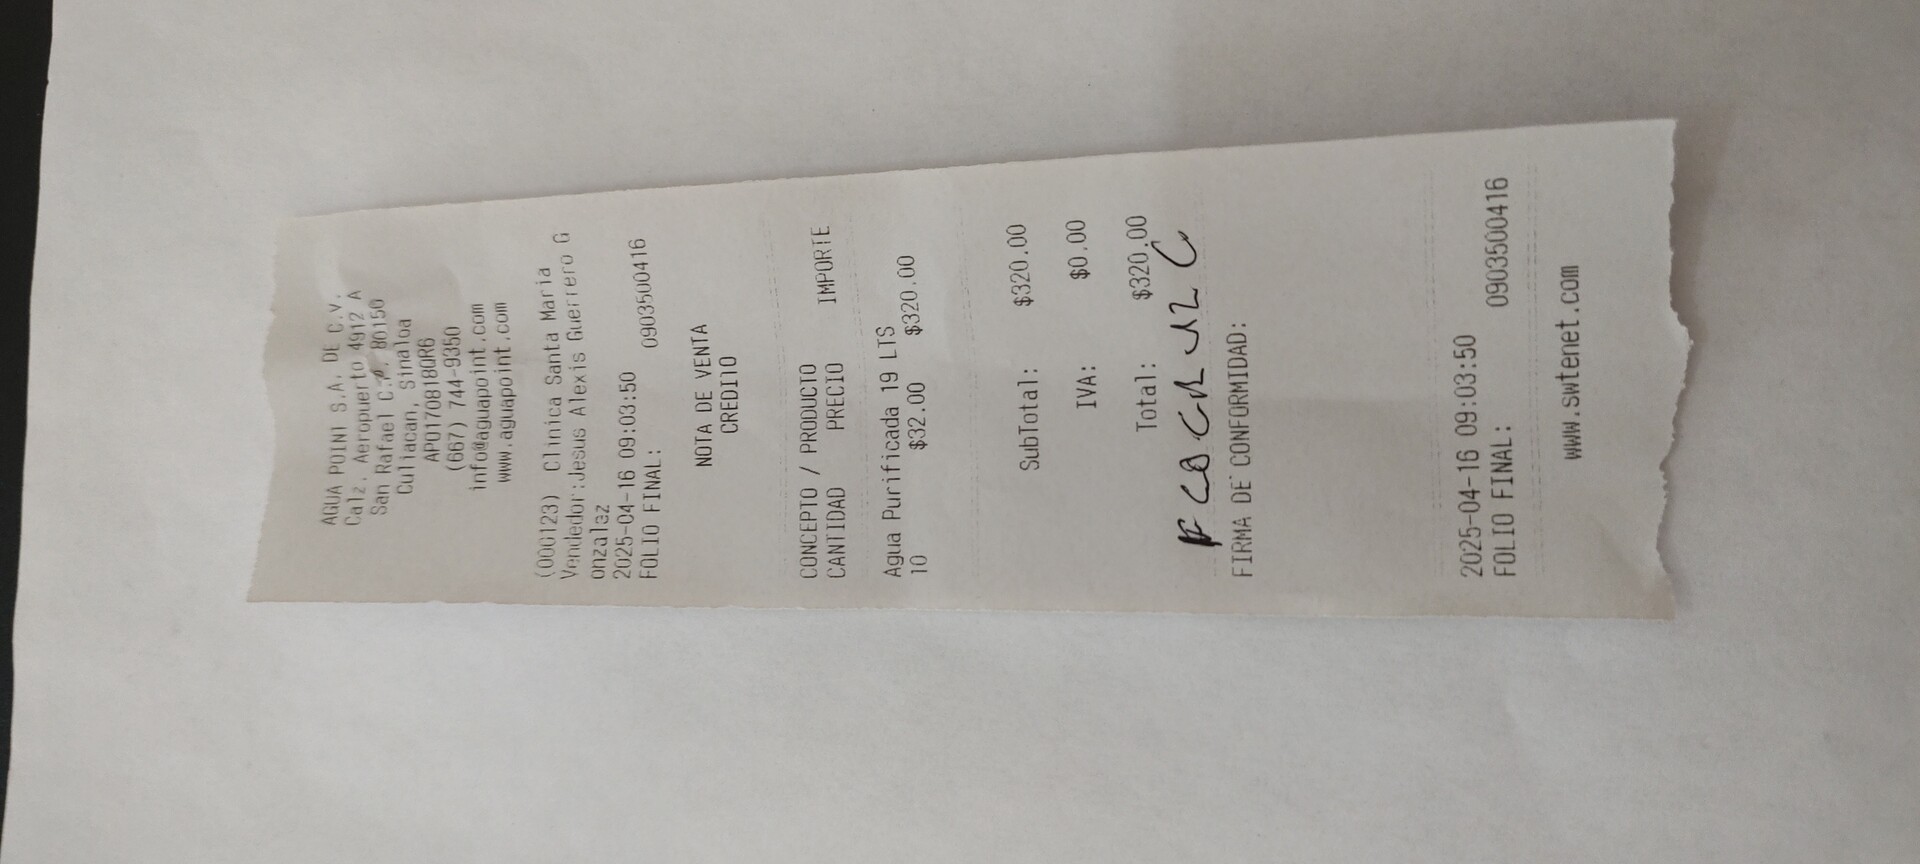 AGUA POINT S.A. DE C.V.
Calz. Aeropuerto 4912 A
San Rafael C.P. 80150
Culiacan, Sinaloa
APO170818QR6
(667) 744-9350
info@aguapoint.com
www.aguapoint.com
(000123) Clinica Santa Maria
Vendedor:Jesus Alexis Guerrero G
onzalez
2025-04-16 09:03:50
FOLIO FINAL: 0903500416
NOTA DE VENTA
CREDITO
CONCEPTO / PRODUCTO
CANTIDAD PRECIO IMPORTE
Agua Purificada 19 LTS
10 $32.00 $320.00
SubTotal: $320.00
IVA: $0.00
Total: $320.00
FIRMA DE CONFORMIDAD:
2025-04-16 09:03:50
FOLIO FINAL: 0903500416
www.swtenet.com